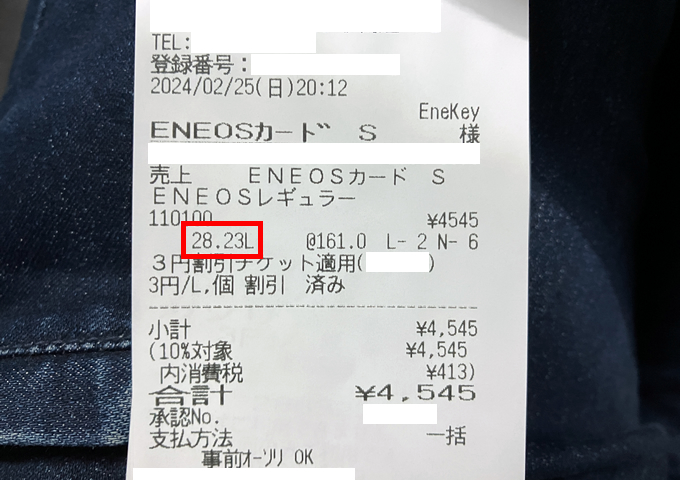 TEL:
登録番号:
2024/02/25(日)20:12
EneKey
ENEOSカード S 様
売上 ENEOSカード S
ENEOSレギュラー
110100 ¥4545
28.23L @161.0 L- 2 N- 6
3円割引チケット適用( )
3円/L,個 割引 済み
小計 ¥4,545
(10%対象 ¥4,545
内消費税 ¥413)
合計 ¥4,545
承認No.
支払方法 一括
事前オーソリ OK